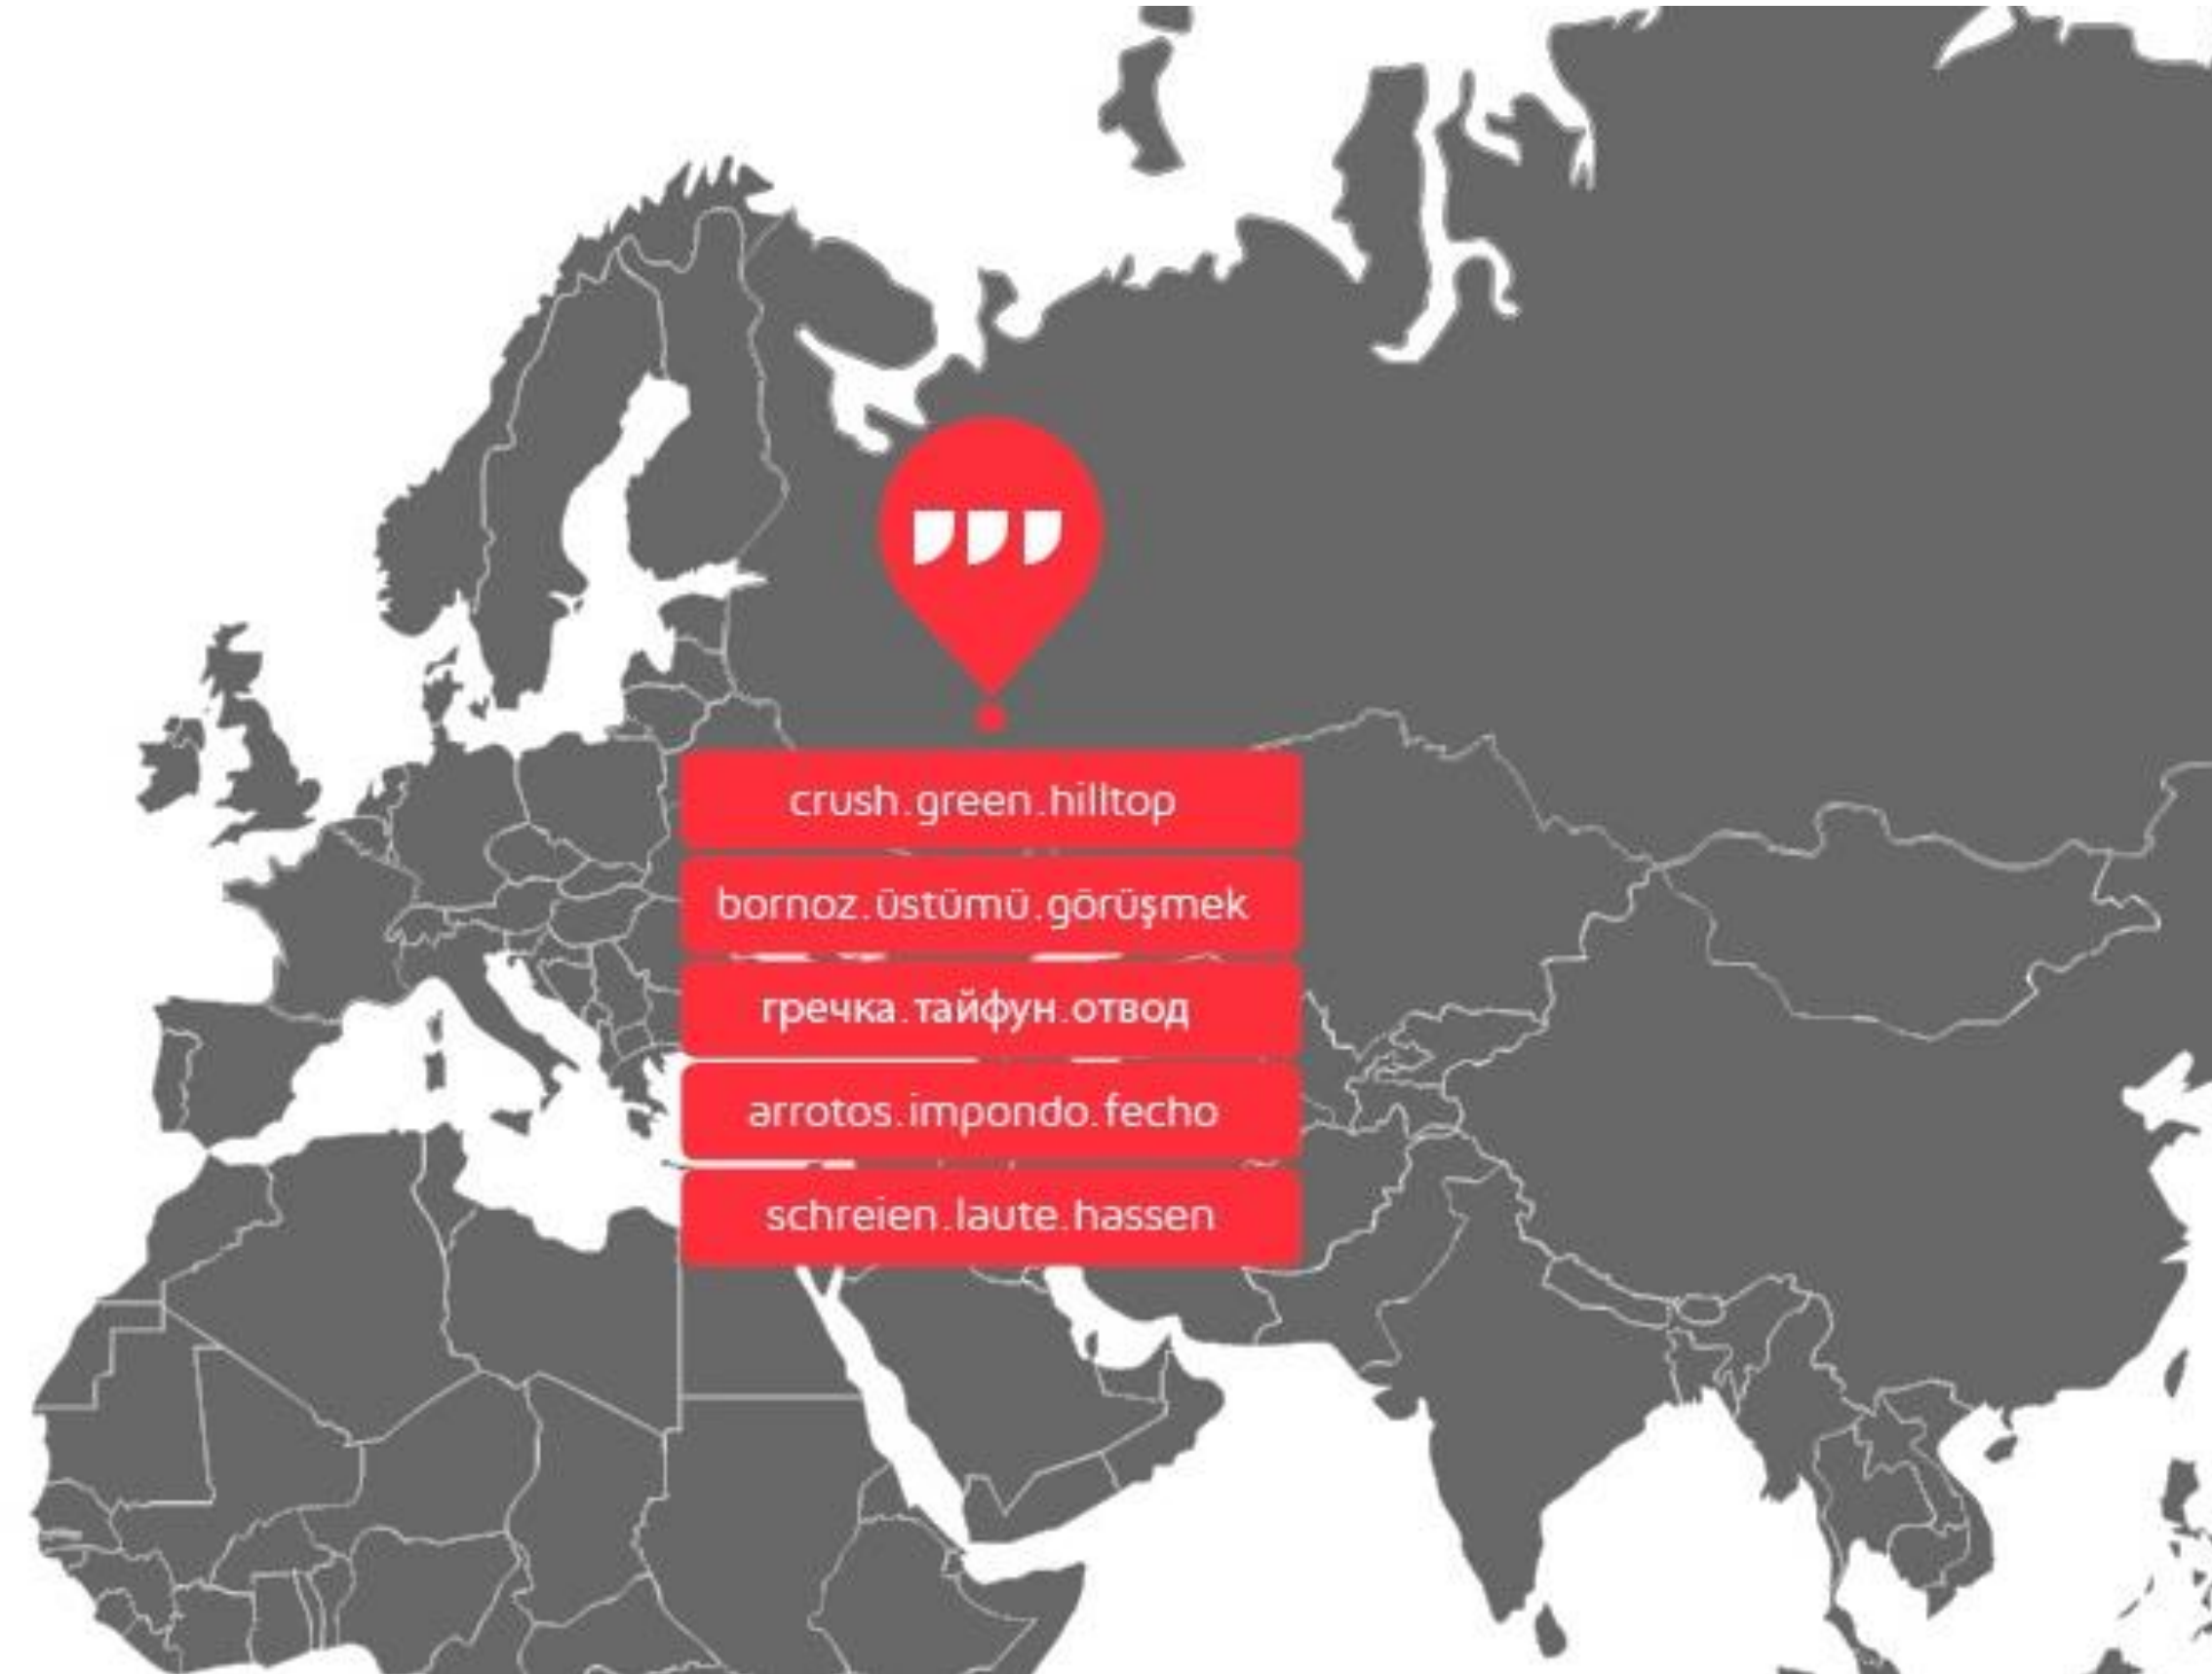 crush.green.hilltop
bornoz.üstümü.görüşmek
гречка.тайфун.отвод
arrotos.impondo.fecho
schreien.laute.hassen